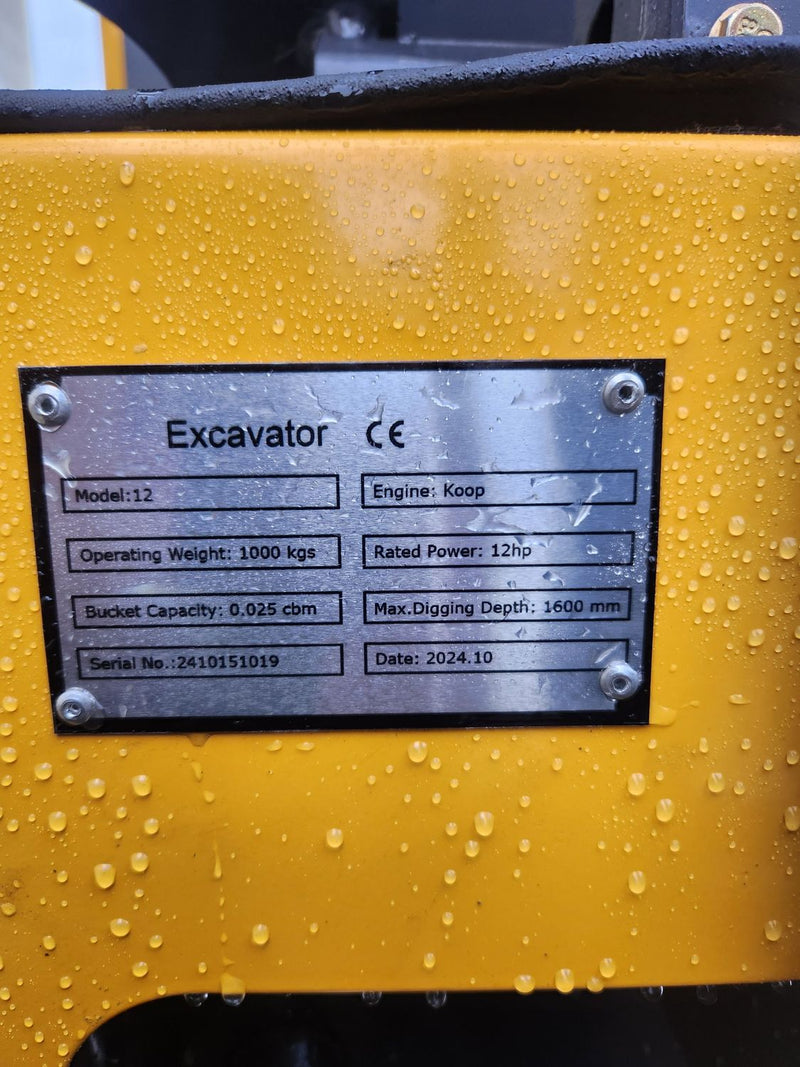 Excavator CE
Model:12
Engine: Koop
Operating Weight: 1000 kgs
Rated Power: 12hp
Bucket Capacity: 0.025 cbm
Max.Digging Depth: 1600 mm
Serial No.:2410151019
Date: 2024.10